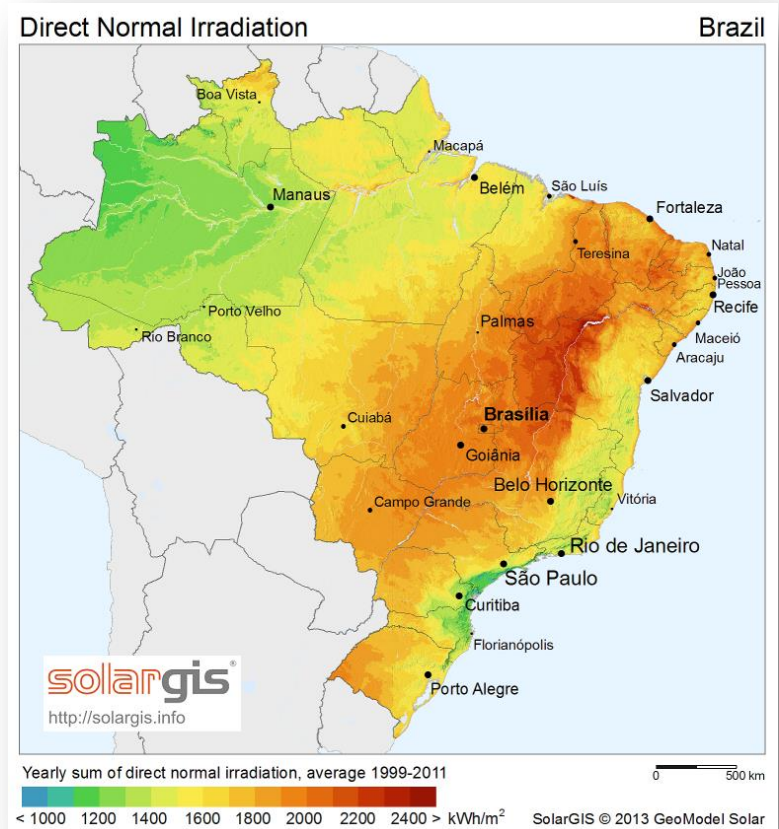 Direct Normal Irradiation Brazil
Boa Vista
Macapá
Belém
São Luís
Manaus
Fortaleza
Teresina
Natal
João
Pessoa
Recife
Porto Velho
Palmas
Maceió
Rio Branco
Aracaju
Salvador
Cuiabá
Brasília
Goiânia
Belo Horizonte
Campo Grande
Vitória
Rio de Janeiro
São Paulo
Curitiba
Florianópolis
solargis®
http://solargis.info
Porto Alegre
Yearly sum of direct normal irradiation, average 1999-2011
0 500 km
< 1000 1200 1400 1600 1800 2000 2200 2400 > kWh/m²
SolarGIS © 2013 GeoModel Solar